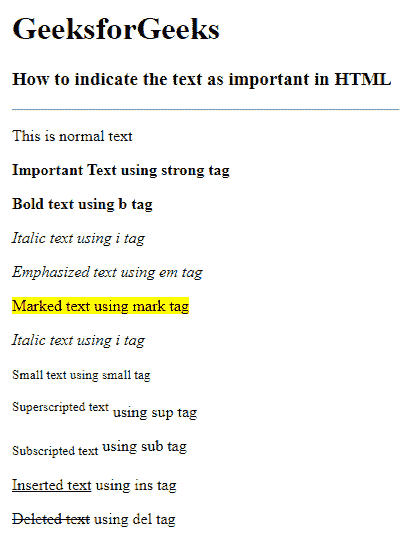 GeeksforGeeks
How to indicate the text as important in HTML
This is normal text
Important Text using strong tag
Bold text using b tag
Italic text using i tag
Emphasized text using em tag
Marked text using mark tag
Italic text using i tag
Small text using small tag
Superscripted text using sup tag
Subscripted text using sub tag
Inserted text using ins tag
Deleted text using del tag